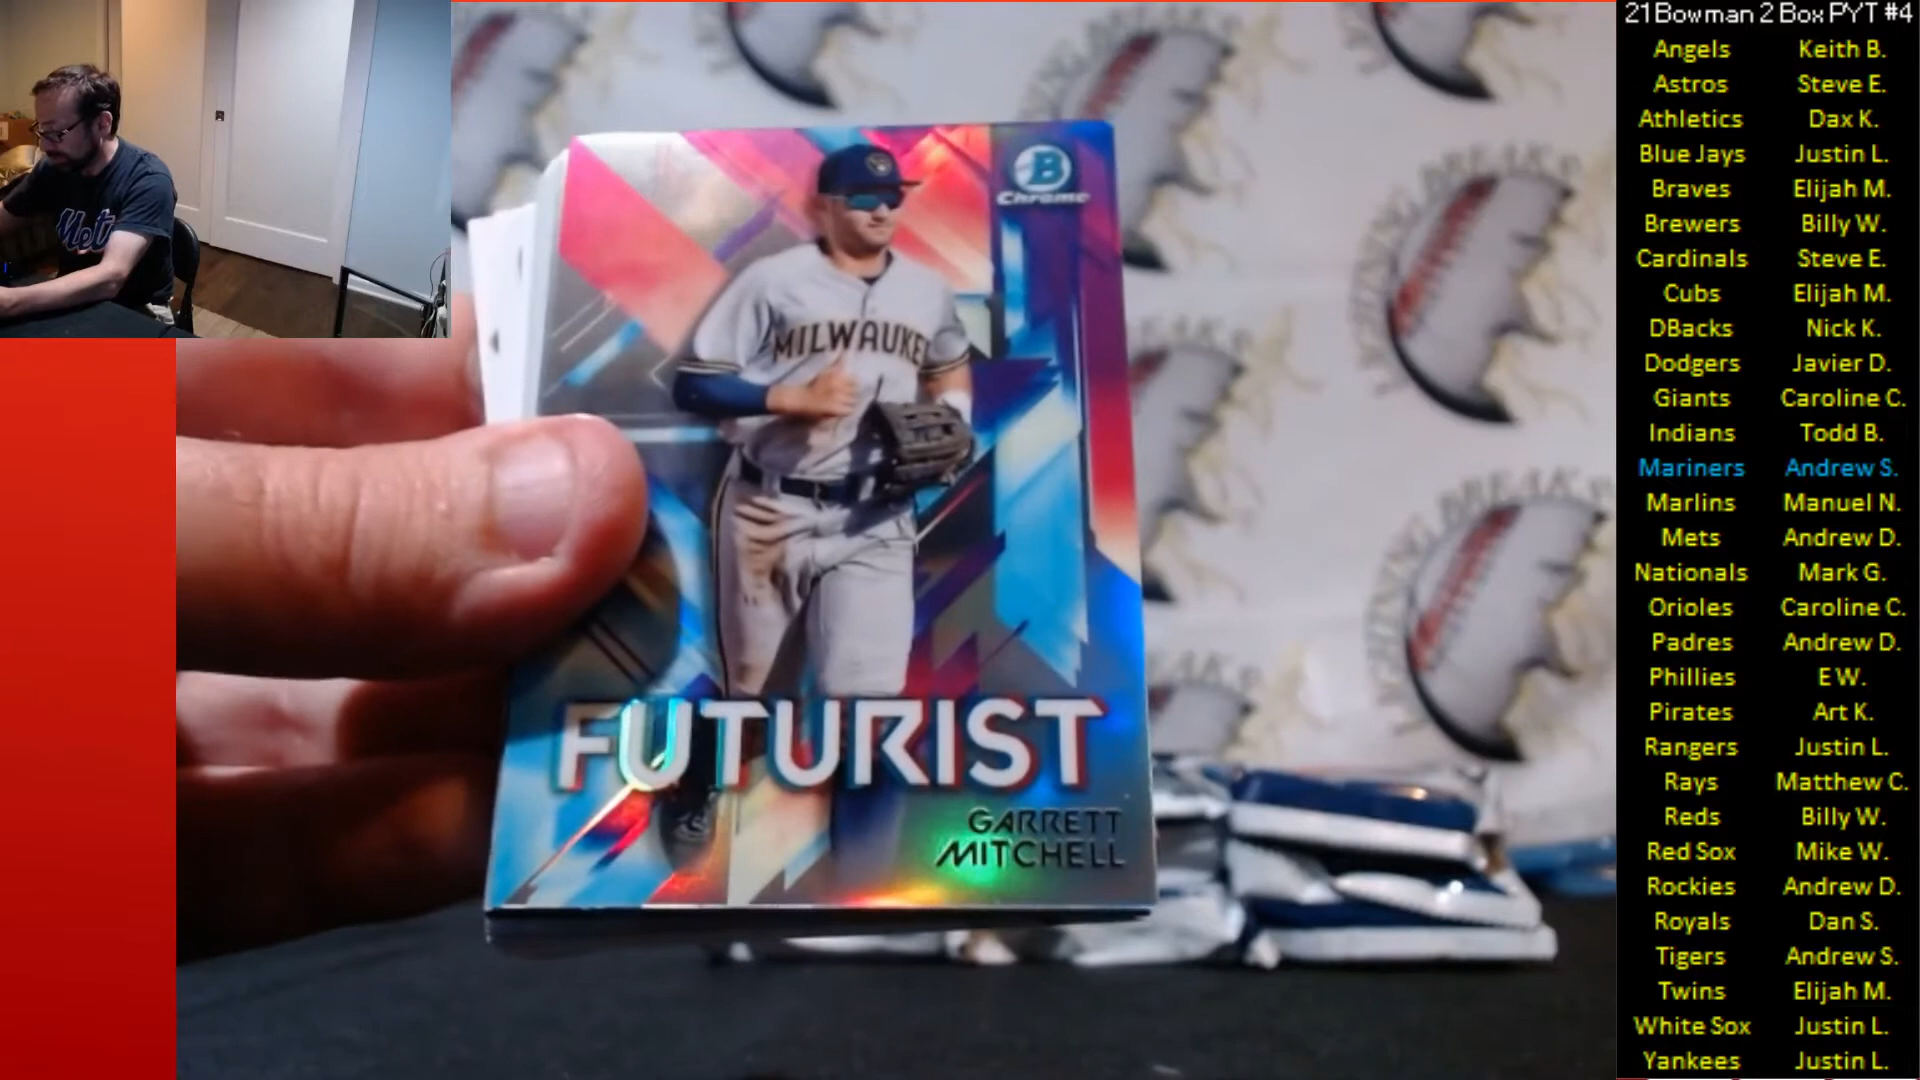 Mets
B
Chrome
MILWAUKEE
FUTURIST
GARRETT
MITCHELL
BREAKS
21 Bowman 2 Box PYT #4
Angels Keith B.
Astros Steve E.
Athletics Dax K.
Blue Jays Justin L.
Braves Elijah M.
Brewers Billy W.
Cardinals Steve E.
Cubs Elijah M.
DBacks Nick K.
Dodgers Javier D.
Giants Caroline C.
Indians Todd B.
Mariners Andrew S.
Marlins Manuel N.
Mets Andrew D.
Nationals Mark G.
Orioles Caroline C.
Padres Andrew D.
Phillies E W.
Pirates Art K.
Rangers Justin L.
Rays Matthew C.
Reds Billy W.
Red Sox Mike W.
Rockies Andrew D.
Royals Dan S.
Tigers Andrew S.
Twins Elijah M.
White Sox Justin L.
Yankees Justin L.